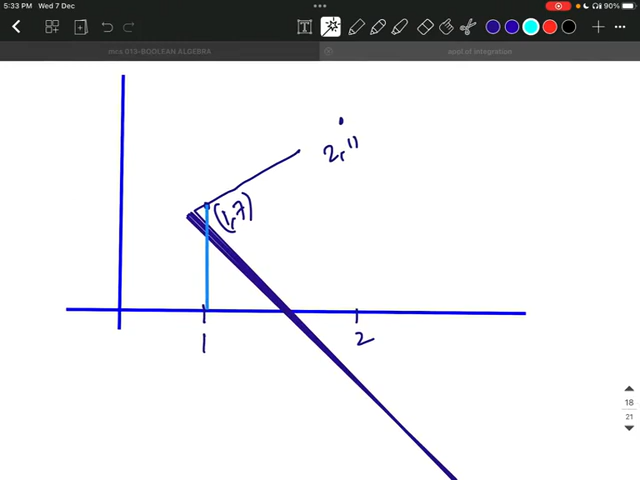 5:33 PM Wed 7 Dec
90%
mcs 013-BOOLEAN ALGEBRA
appl.of integration
2,11
(1,7)
1
2
18
21